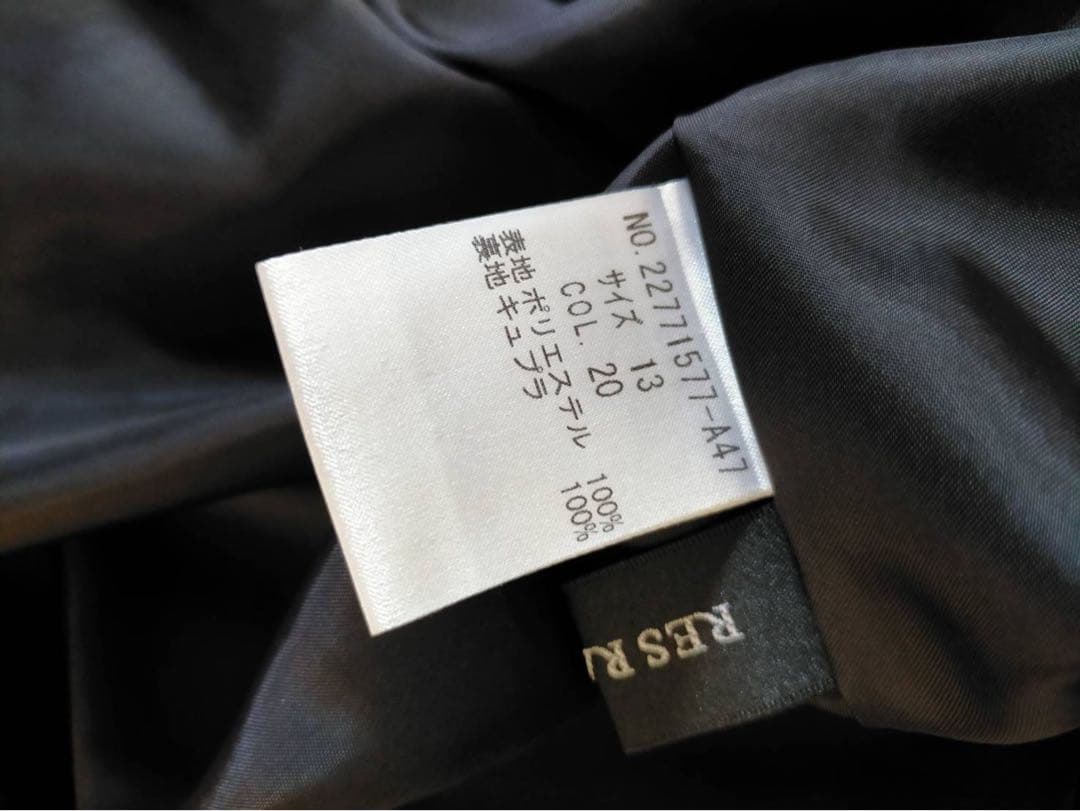 NO.22771577-A47
サイズ 13
COL. 20
表地 ポリエステル 100%
裏地 キュプラ 100%
RES R